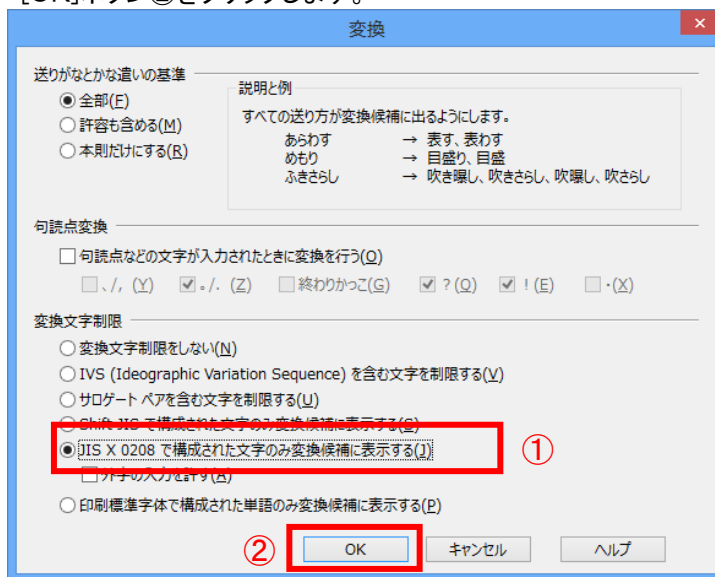 [OK]ボタン②をクリックします。
変換
送りがなとかな遣いの基準
全部(F)
許容も含める(M)
本則だけにする(R)
説明と例
すべての送り方が変換候補に出るようにします。
あらわす → 表す、表わす
めもり → 目盛り、目盛
ふきさらし → 吹き曝し、吹きさらし、吹曝し、吹さらし
句読点変換
句読点などの文字が入力されたときに変換を行う(O)
、/, (Y) 。/. (Z) 終わりかっこ(G) ? (Q) ! (E) ・(X)
変換文字制限
変換文字制限をしない(N)
IVS (Ideographic Variation Sequence) を含む文字を制限する(V)
サロゲート ペアを含む文字を制限する(U)
Shift JIS で構成された文字のみ変換候補に表示する(S)
JIS X 0208 で構成された文字のみ変換候補に表示する(J) ①
外字の入力を許す(A)
印刷標準字体で構成された単語のみ変換候補に表示する(P)
② OK キャンセル ヘルプ